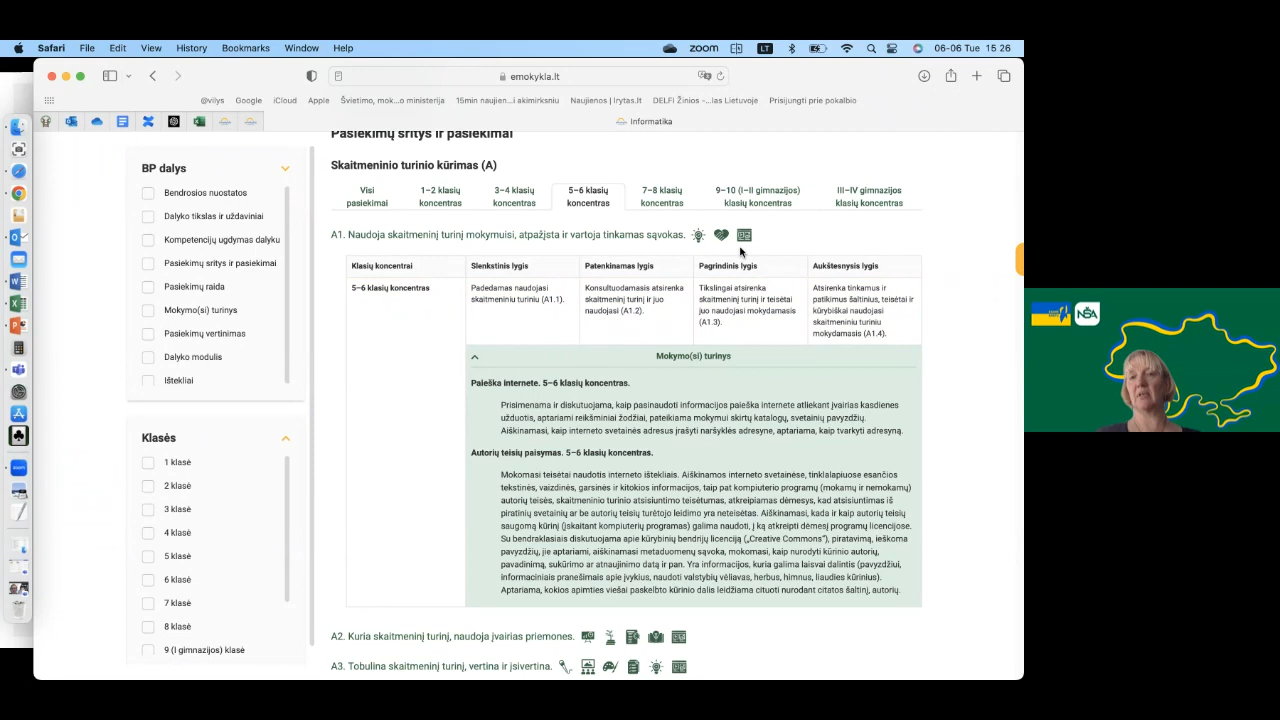 Safari File Edit View History Bookmarks Window Help
zoom LT 06-06 Tue 15 26
emokykla.lt
@vilys Google iCloud Apple Švietimo, mok...o ministerija 15min naujien...i akimirksniu Naujienos | lrytas.lt DELFI Žinios –...las Lietuvoje Prisijungti prie pokalbio
Informatika
Pasiekimų sritys ir pasiekimai
BP dalys
Bendrosios nuostatos
Dalyko tikslas ir uždaviniai
Kompetencijų ugdymas dalyku
Pasiekimų sritys ir pasiekimai
Pasiekimų raida
Mokymo(si) turinys
Pasiekimų vertinimas
Dalyko modulis
Ištekliai
Klasės
1 klasė
2 klasė
3 klasė
4 klasė
5 klasė
6 klasė
7 klasė
8 klasė
9 (I gimnazijos) klasė
Skaitmeninio turinio kūrimas (A)
Visi pasiekimai
1–2 klasių koncentras
3–4 klasių koncentras
5–6 klasių koncentras
7–8 klasių koncentras
9–10 (I–II gimnazijos) klasių koncentras
III–IV gimnazijos klasių koncentras
A1. Naudoja skaitmeninį turinį mokymuisi, atpažįsta ir vartoja tinkamas sąvokas.
Klasių koncentrai Slenkstinis lygis Patenkinamas lygis Pagrindinis lygis Aukštesnysis lygis
5–6 klasių koncentras
Padedamas naudojasi
skaitmeniniu turiniu (A1.1).
Konsultuodamasis atsirenka
skaitmeninį turinį ir juo
naudojasi (A1.2).
Tikslingai atsirenka
skaitmeninį turinį ir teisėtai
juo naudojasi mokydamasis
(A1.3).
Atsirenka tinkamus ir
patikimus šaltinius, teisėtai ir
kūrybiškai naudojasi
skaitmeniniu turiniu
mokydamasis (A1.4).
Mokymo(si) turinys
Paieška internete. 5–6 klasių koncentras.
Prisimenama ir diskutuojama, kaip pasinaudoti informacijos paieška internete atliekant įvairias kasdienes
užduotis, aptariami reikšminiai žodžiai, pateikiama mokymui skirtų katalogų, svetainių pavyzdžių.
Aiškinamasi, kaip interneto svetainės adresus įrašyti naršyklės adresyne, aptariama, kaip tvarkyti adresyną.
Autorių teisių paisymas. 5–6 klasių koncentras.
Mokomasi teisėtai naudotis interneto ištekliais. Aiškinamos interneto svetainėse, tinklalapiuose esančios
tekstinės, vaizdinės, garsinės ir kitokios informacijos, taip pat kompiuterio programų (mokamų ir nemokamų)
autorių teisės, skaitmeninio turinio atsisiuntimo teisėtumas, atkreipiamas dėmesys, kad atsisiuntimas iš
piratinių svetainių ar be autorių teisių turėtojo leidimo yra neteisėtas. Aiškinamasi, kada ir kaip autorių teisių
saugomą kūrinį (įskaitant kompiuterių programas) galima naudoti, į ką atkreipti dėmesį programų licencijose.
Su bendraklasiais diskutuojama apie kūrybinių bendrijų licenciją („Creative Commons“), piratavimą, ieškoma
pavyzdžių, jie aptariami, aiškinamasi metaduomenų sąvoka, mokomasi, kaip nurodyti kūrinio autorių,
pavadinimą, sukūrimo ar atnaujinimo datą ir pan. Yra informacijos, kuria galima laisvai dalintis (pavyzdžiui,
informaciniais pranešimais apie įvykius, naudoti valstybių vėliavas, herbus, himnus, liaudies kūrinius).
Aptariama, kokios apimties viešai paskelbto kūrinio dalis leidžiama cituoti nurodant citatos šaltinį, autorių.
A2. Kuria skaitmeninį turinį, naudoja įvairias priemones.
A3. Tobulina skaitmeninį turinį, vertina ir įsivertina.
NŠA